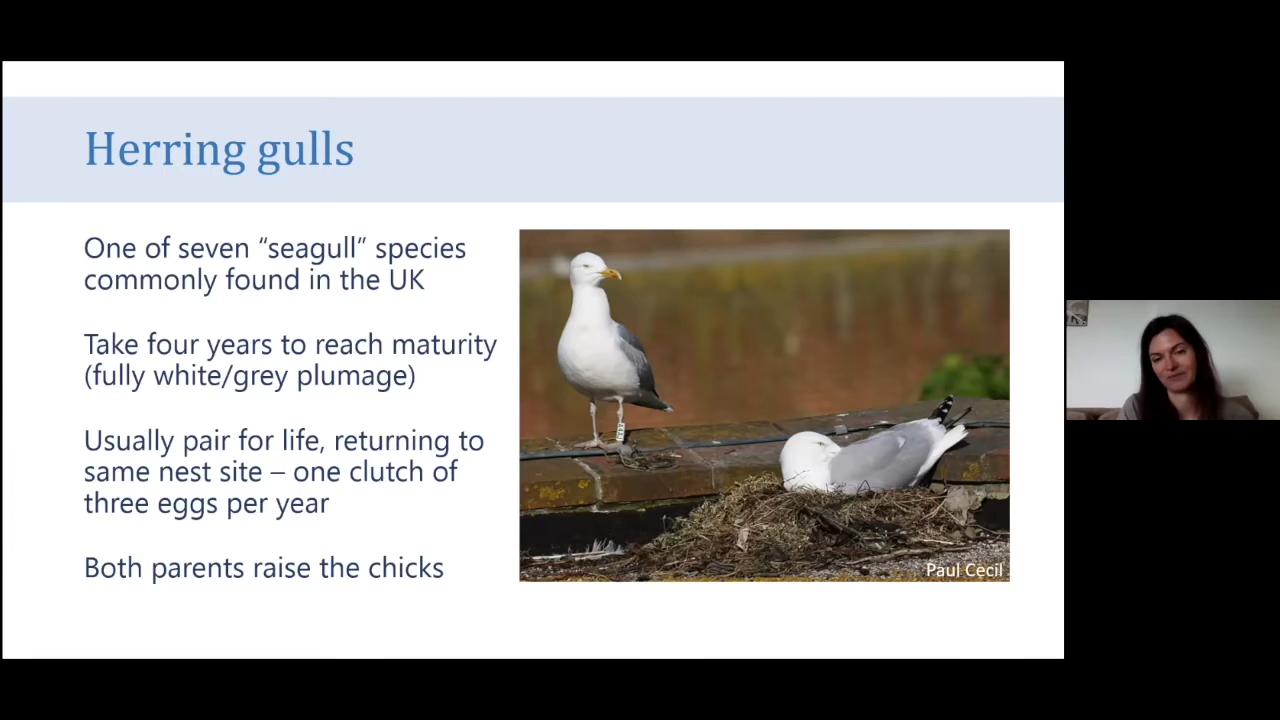 Herring gulls
One of seven “seagull” species
commonly found in the UK
Take four years to reach maturity
(fully white/grey plumage)
Usually pair for life, returning to
same nest site – one clutch of
three eggs per year
Both parents raise the chicks
Paul Cecil